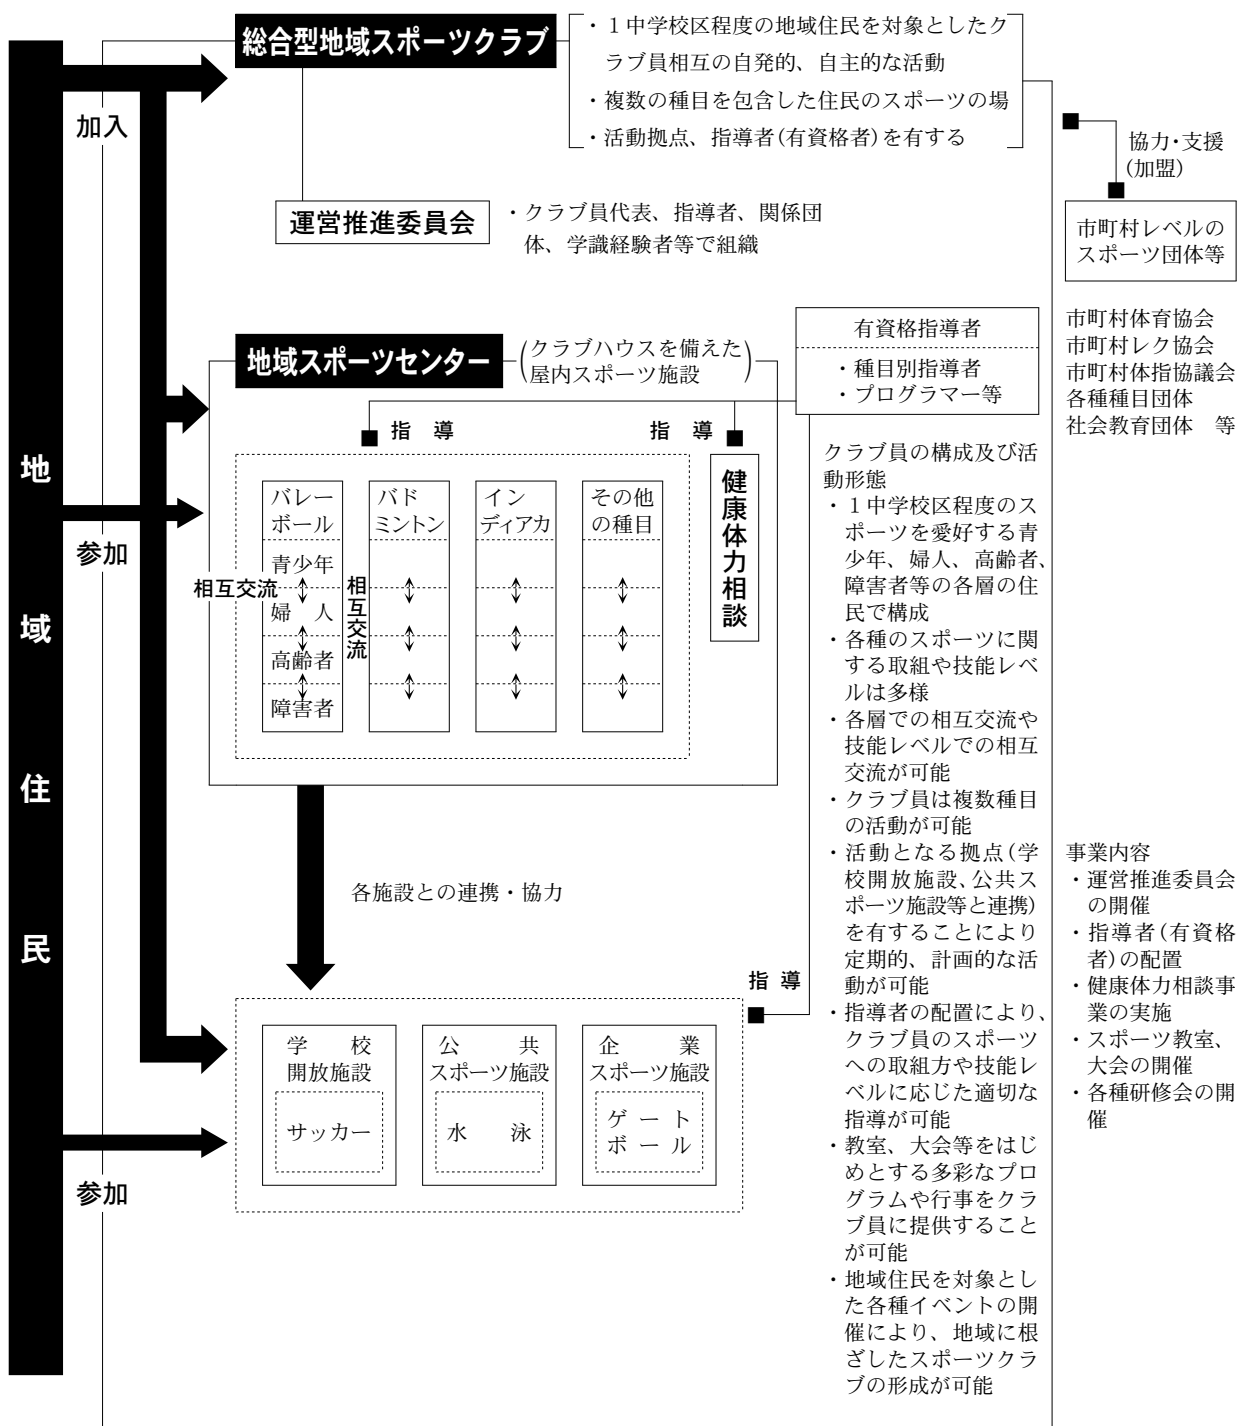 総合型地域スポーツクラブ
・１中学校区程度の地域住民を対象としたク
ラブ員相互の自発的、自主的な活動
・複数の種目を包含した住民のスポーツの場
・活動拠点、指導者(有資格者)を有する
加入
協力･支援
(加盟)
運営推進委員会
・クラブ員代表、指導者、関係団
体、学識経験者等で組織
市町村レベルの
スポーツ団体等
市町村体育協会
市町村レク協会
市町村体指協議会
各種種目団体
社会教育団体　等
地域スポーツセンター
(クラブハウスを備えた
屋内スポーツ施設)
有資格指導者
・種目別指導者
・プログラマー等
指　導
指　導
地域住民
参加
バレー
ボール
青少年
婦　人
高齢者
障害者
相互交流
相互交流
バド
ミントン
イン
ディアカ
その他
の種目
健康体力相談
クラブ員の構成及び活
動形態
・１中学校区程度のス
ポーツを愛好する青
少年、婦人、高齢者、
障害者等の各層の住
民で構成
・各種のスポーツに関
する取組や技能レベ
ルは多様
・各層での相互交流や
技能レベルでの相互
交流が可能
・クラブ員は複数種目
の活動が可能
・活動となる拠点(学
校開放施設､公共ス
ポーツ施設等と連携)
を有することにより
定期的、計画的な活
動が可能
・指導者の配置により、
クラブ員のスポーツ
への取組方や技能レ
ベルに応じた適切な
指導が可能
・教室、大会等をはじ
めとする多彩なプロ
グラムや行事をクラ
ブ員に提供すること
が可能
・地域住民を対象とし
た各種イベントの開
催により、地域に根
ざしたスポーツクラ
ブの形成が可能
事業内容
・運営推進委員会
の開催
・指導者(有資格
者)の配置
・健康体力相談事
業の実施
・スポーツ教室、
大会の開催
・各種研修会の開
催
各施設との連携・協力
指 導
学　　校
開放施設
サッカー
公　　共
スポーツ施設
水　　泳
企　　業
スポーツ施設
ゲ ー ト
ボ ー ル
参加